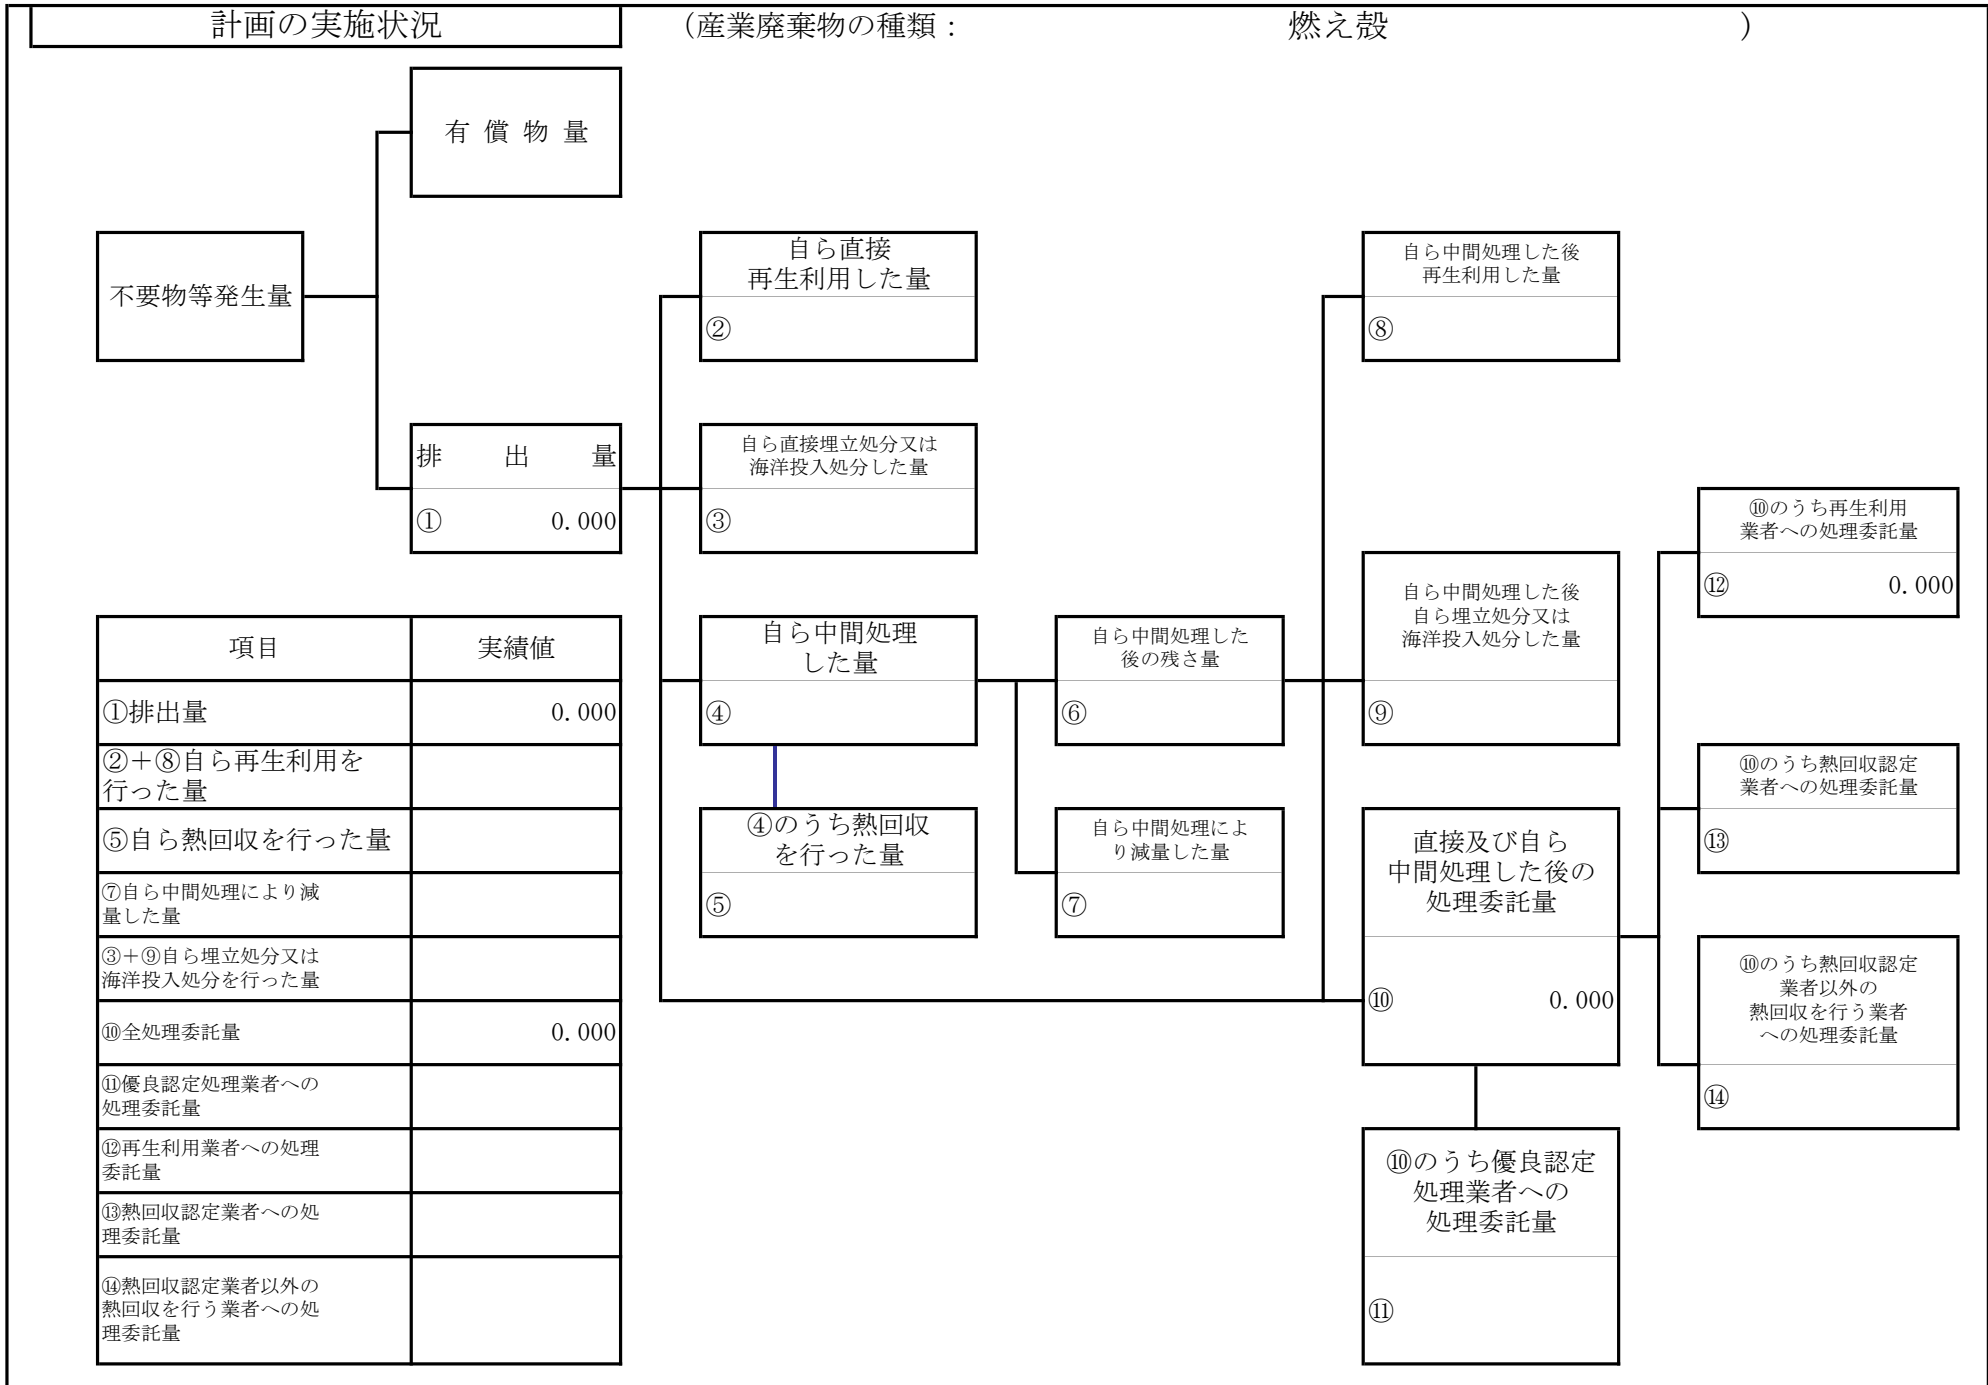 計画の実施状況
（産業廃棄物の種類： 燃え殻 ）
有 償 物 量
不要物等発生量
自ら直接
再生利用した量
②
自ら中間処理した後
再生利用した量
⑧
排 出 量
① 0.000
自ら直接埋立処分又は
海洋投入処分した量
③
⑩のうち再生利用
業者への処理委託量
⑫ 0.000
自ら中間処理した後
自ら埋立処分又は
海洋投入処分した量
⑨
自ら中間処理
した量
④
自ら中間処理した
後の残さ量
⑥
⑩のうち熱回収認定
業者への処理委託量
⑬
④のうち熱回収
を行った量
⑤
自ら中間処理によ
り減量した量
⑦
直接及び自ら
中間処理した後の
処理委託量
⑩ 0.000
⑩のうち熱回収認定
業者以外の
熱回収を行う業者
への処理委託量
⑭
⑩のうち優良認定
処理業者への
処理委託量
⑪
項目 実績値
①排出量 0.000
②＋⑧自ら再生利用を
行った量
⑤自ら熱回収を行った量
⑦自ら中間処理により減
量した量
③＋⑨自ら埋立処分又は
海洋投入処分を行った量
⑩全処理委託量 0.000
⑪優良認定処理業者への
処理委託量
⑫再生利用業者への処理
委託量
⑬熱回収認定業者への処
理委託量
⑭熱回収認定業者以外の
熱回収を行う業者への処
理委託量